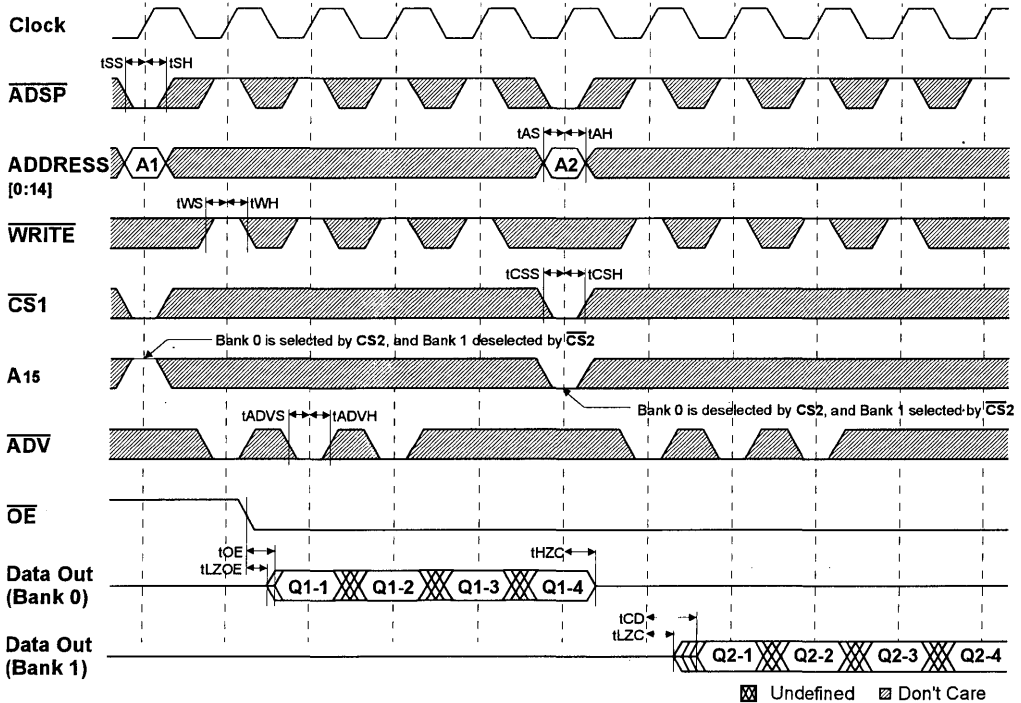 Clock
tSS
tSH
ADSP
tAS
tAH
ADDRESS
[0:14]
A1
A2
tWS
tWH
WRITE
tCSS
tCSH
CS1
Bank 0 is selected by CS2, and Bank 1 deselected by CS2
A15
Bank 0 is deselected by CS2, and Bank 1 selected by CS2
tADVS
tADVH
ADV
OE
tOE
tLZOE
tHZC
Data Out
(Bank 0)
Q1-1
Q1-2
Q1-3
Q1-4
tCD
tLZC
Data Out
(Bank 1)
Q2-1
Q2-2
Q2-3
Q2-4
Undefined
Don't Care